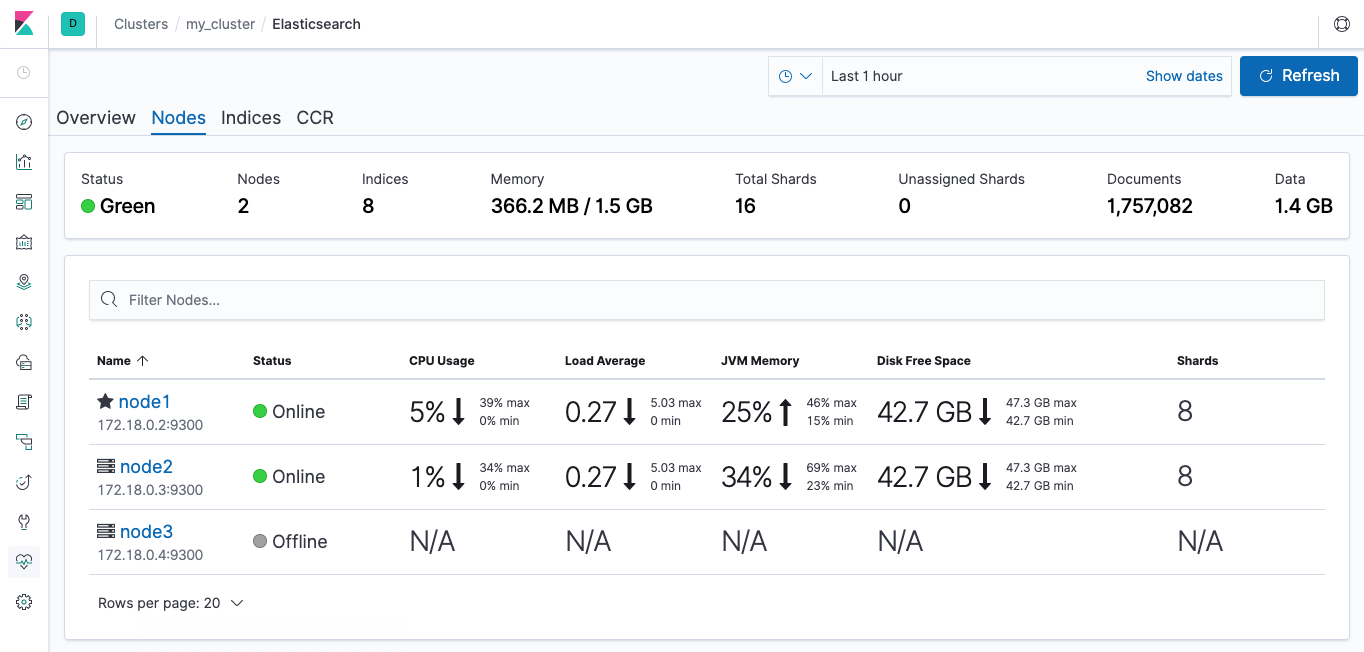 D Clusters / my_cluster / Elasticsearch
Last 1 hour Show dates Refresh
Overview Nodes Indices CCR
Status Nodes Indices Memory Total Shards Unassigned Shards Documents Data
Green 2 8 366.2 MB / 1.5 GB 16 0 1,757,082 1.4 GB
Filter Nodes...
Name Status CPU Usage Load Average JVM Memory Disk Free Space Shards
node1 Online 5% 39% max 0.27 5.03 max 25% 46% max 42.7 GB 47.3 GB max 8
172.18.0.2:9300 0% min 0 min 15% min 42.7 GB min
node2 Online 1% 34% max 0.27 5.03 max 34% 69% max 42.7 GB 47.3 GB max 8
172.18.0.3:9300 0% min 0 min 23% min 42.7 GB min
node3 Offline N/A N/A N/A N/A N/A
172.18.0.4:9300
Rows per page: 20